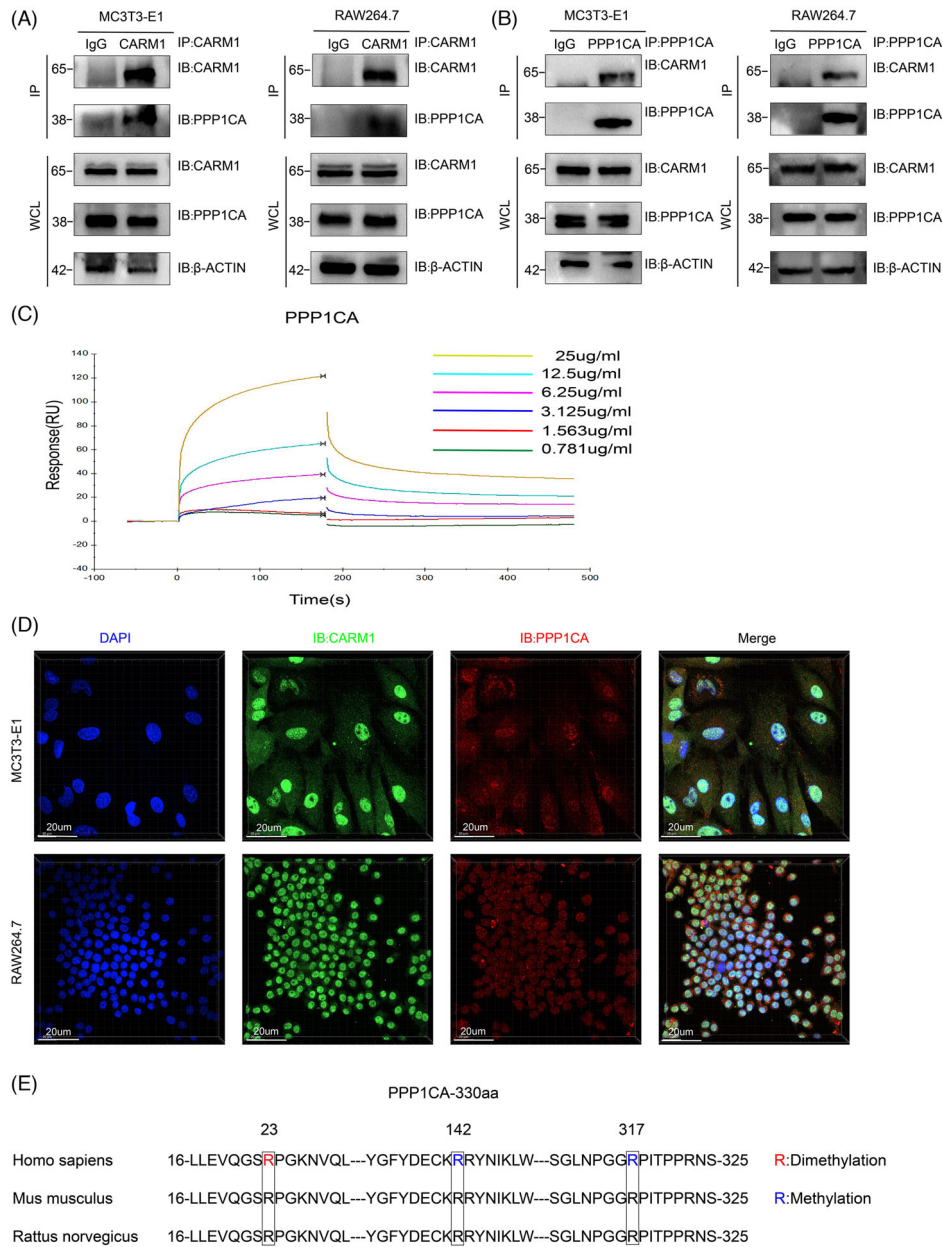 (A)
MC3T3-E1
RAW264.7
IgG CARM1 IP:CARM1
IgG CARM1 IP:CARM1
IP
65- IB:CARM1
65- IB:CARM1
38- IB:PPP1CA
38- IB:PPP1CA
WCL
65- IB:CARM1
65- IB:CARM1
38- IB:PPP1CA
38- IB:PPP1CA
42- IB:β-ACTIN
42- IB:β-ACTIN
(B)
MC3T3-E1
RAW264.7
IgG PPP1CA IP:PPP1CA
IgG PPP1CA IP:PPP1CA
IP
65- IB:CARM1
65- IB:CARM1
38- IB:PPP1CA
38- IB:PPP1CA
WCL
65- IB:CARM1
65- IB:CARM1
38- IB:PPP1CA
38- IB:PPP1CA
42- IB:β-ACTIN
42- IB:β-ACTIN
(C)
PPP1CA
Response(RU)
140
120
100
80
60
40
20
0
-20
-40
-100 0 100 200 300 400 500
Time(s)
25ug/ml
12.5ug/ml
6.25ug/ml
3.125ug/ml
1.563ug/ml
0.781ug/ml
(D)
DAPI IB:CARM1 IB:PPP1CA Merge
MC3T3-E1
20um 20um 20um 20um
RAW264.7
20um 20um 20um 20um
(E)
PPP1CA-330aa
23 142 317
Homo sapiens 16-LLEVQGSRPGKNVQL---YGFYDECKRRYNIKLW---SGLNPGGRPITPPRNS-325 R:Dimethylation
Mus musculus 16-LLEVQGSRPGKNVQL---YGFYDECKRRYNIKLW---SGLNPGGRPITPPRNS-325 R:Methylation
Rattus norvegicus 16-LLEVQGSRPGKNVQL---YGFYDECKRRYNIKLW---SGLNPGGRPITPPRNS-325